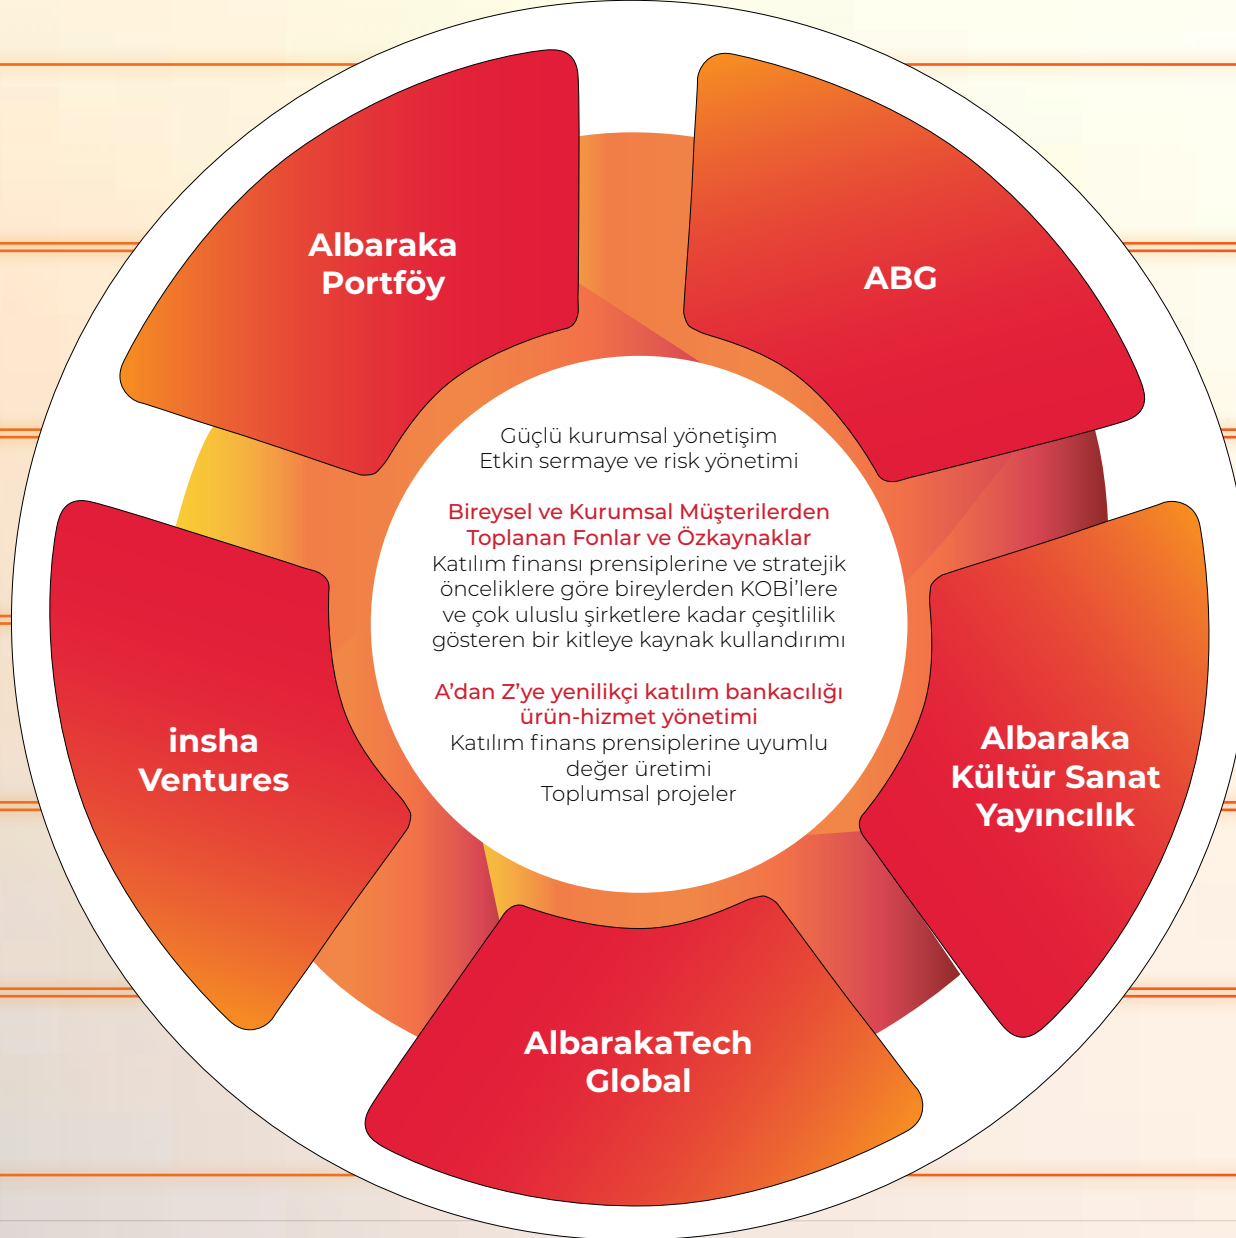 Albaraka
Portföy
ABG
Güçlü kurumsal yönetişim
Etkin sermaye ve risk yönetimi
Bireysel ve Kurumsal Müşterilerden
Toplanan Fonlar ve Özkaynaklar
Katılım finansı prensiplerine ve stratejik
önceliklere göre bireylerden KOBİ’lere
ve çok uluslu şirketlere kadar çeşitlilik
gösteren bir kitleye kaynak kullandırımı
A’dan Z’ye yenilikçi katılım bankacılığı
ürün-hizmet yönetimi
Katılım finans prensiplerine uyumlu
değer üretimi
Toplumsal projeler
insha
Ventures
Albaraka
Kültür Sanat
Yayıncılık
AlbarakaTech
Global